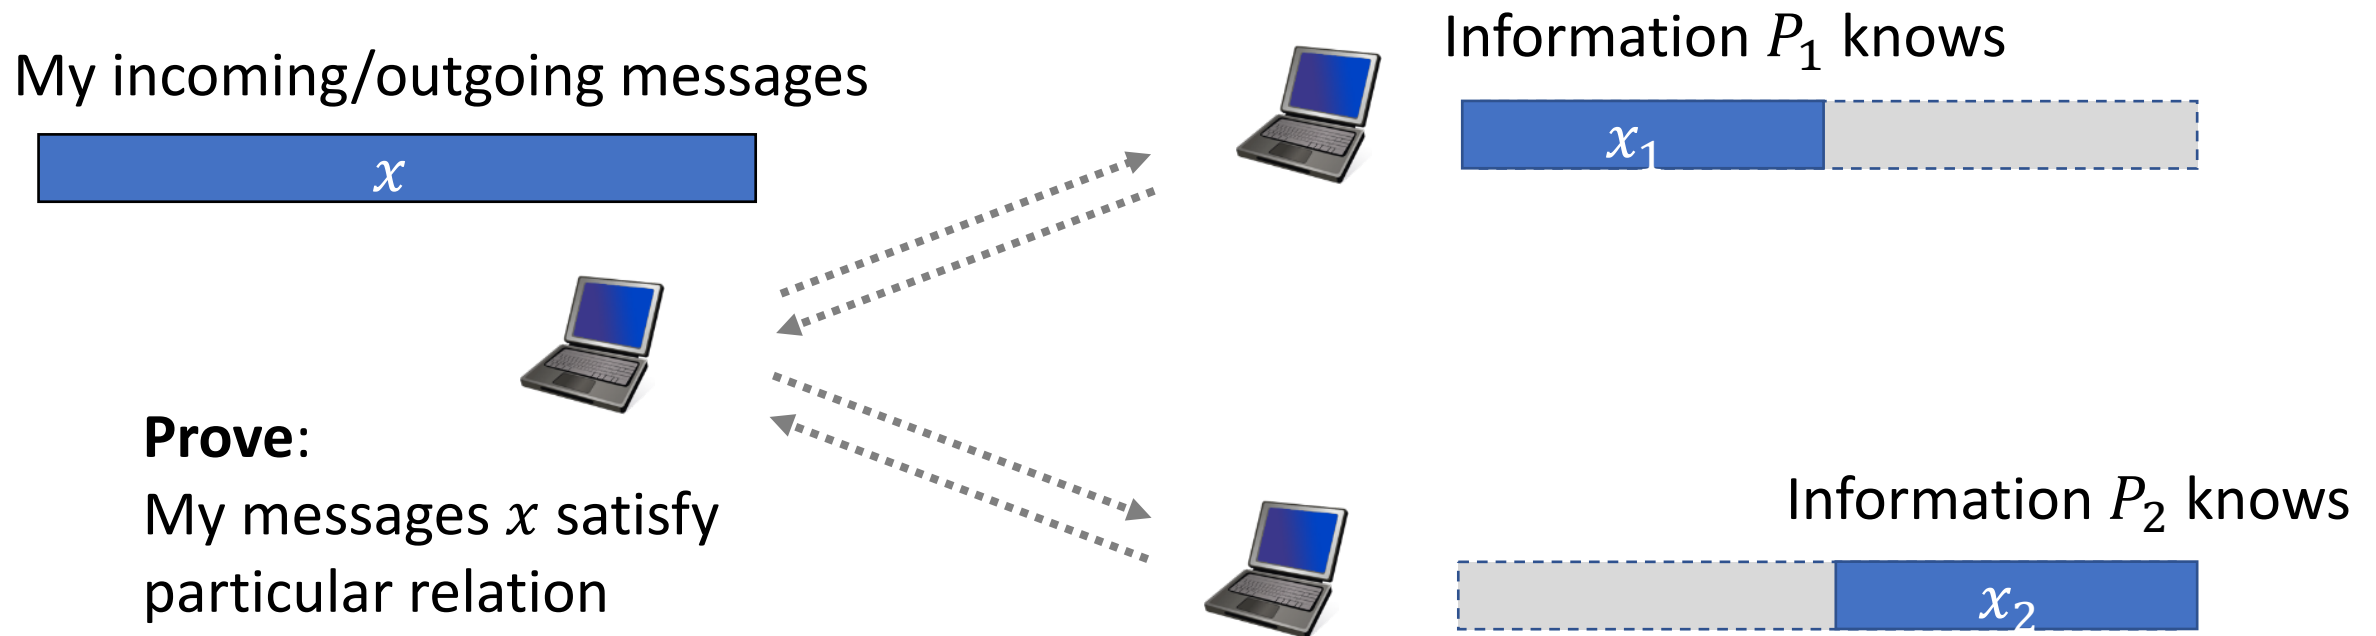 My incoming/outgoing messages
x
Prove:
My messages x satisfy
particular relation
Information P₁ knows
x₁
Information P₂ knows
x₂